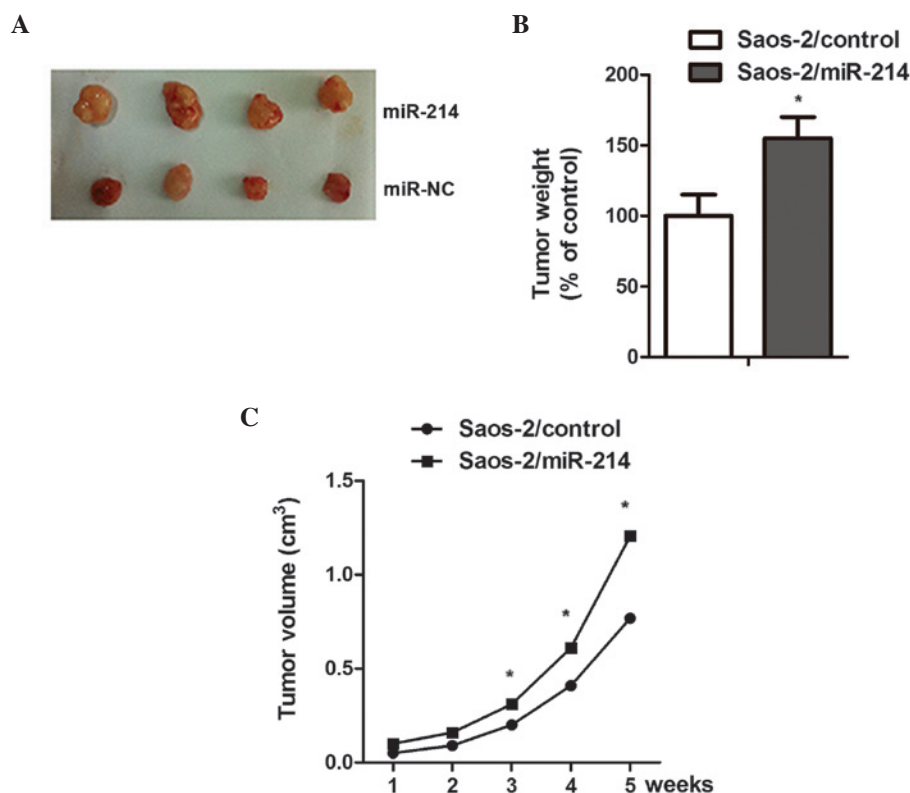 A
miR-214
miR-NC
B
Saos-2/control
Saos-2/miR-214
Tumor weight
(% of control)
200
150
100
50
0
*
C
Saos-2/control
Saos-2/miR-214
Tumor volume (cm³)
1.5
1.0
0.5
0.0
*
*
*
1 2 3 4 5 weeks